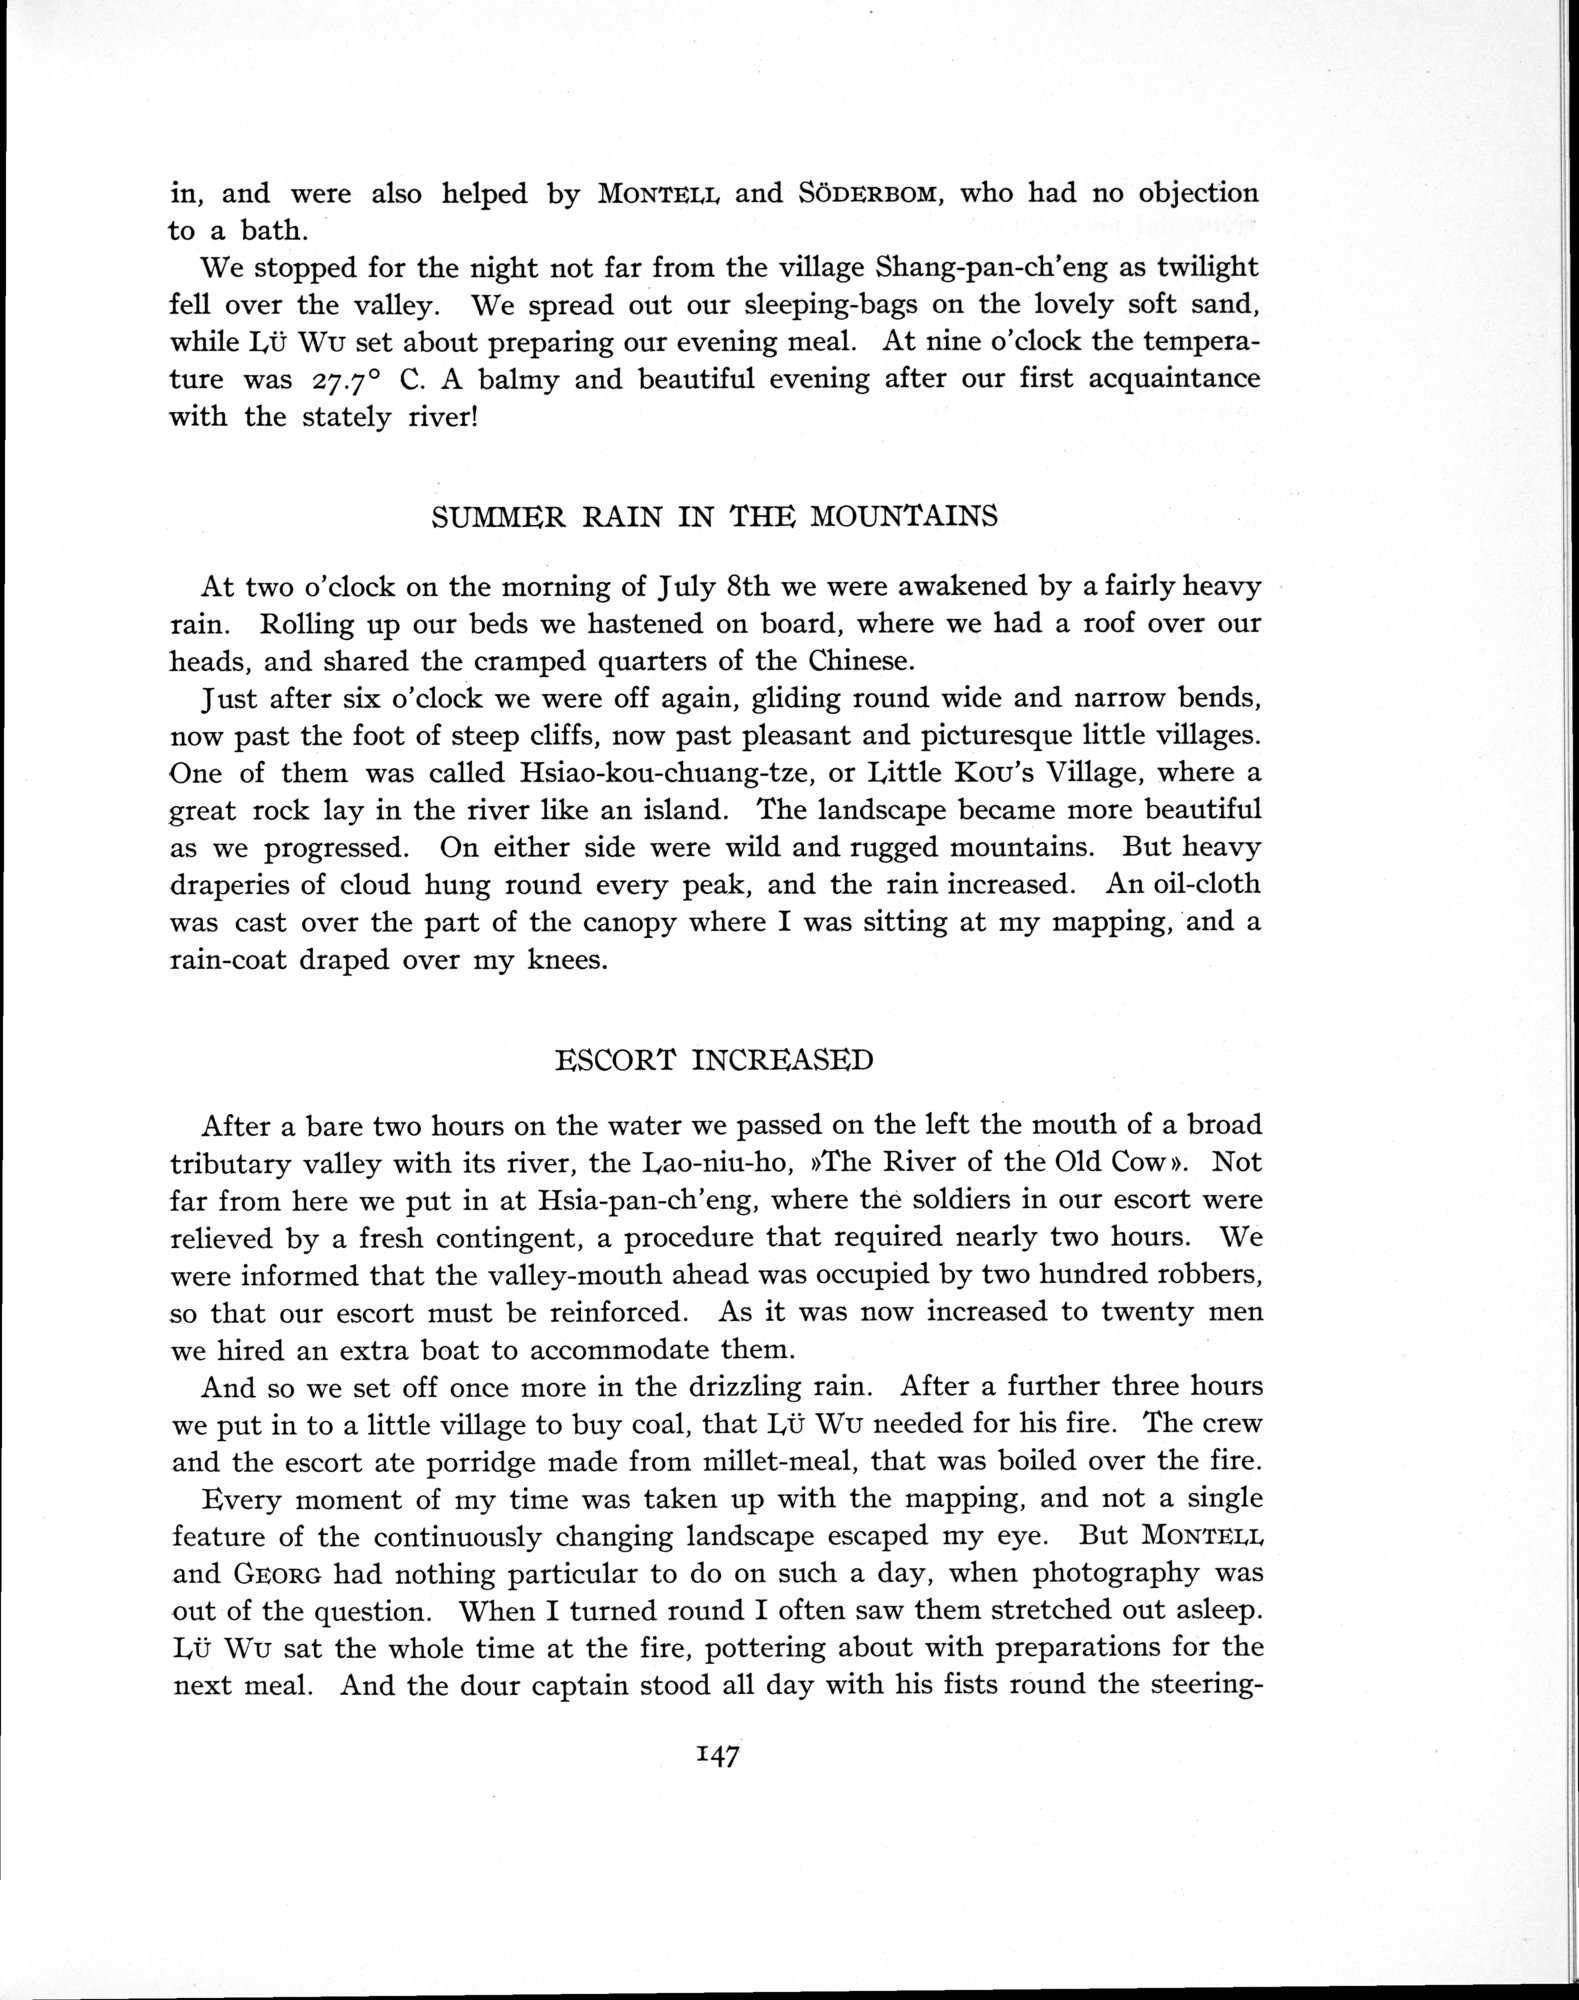 in, and were also helped by MONTELL and SÖDERBOM, who had no objection
to a bath.
We stopped for the night not far from the village Shang-pan-ch'eng as twilight
fell over the valley. We spread out our sleeping-bags on the lovely soft sand,
while LÜ WU set about preparing our evening meal. At nine o'clock the tempera-
ture was 27.7° C. A balmy and beautiful evening after our first acquaintance
with the stately river!
SUMMER RAIN IN THE MOUNTAINS
At two o'clock on the morning of July 8th we were awakened by a fairly heavy
rain. Rolling up our beds we hastened on board, where we had a roof over our
heads, and shared the cramped quarters of the Chinese.
Just after six o'clock we were off again, gliding round wide and narrow bends,
now past the foot of steep cliffs, now past pleasant and picturesque little villages.
One of them was called Hsiao-kou-chuang-tze, or Little KOU's Village, where a
great rock lay in the river like an island. The landscape became more beautiful
as we progressed. On either side were wild and rugged mountains. But heavy
draperies of cloud hung round every peak, and the rain increased. An oil-cloth
was cast over the part of the canopy where I was sitting at my mapping, and a
rain-coat draped over my knees.
ESCORT INCREASED
After a bare two hours on the water we passed on the left the mouth of a broad
tributary valley with its river, the Lao-niu-ho, »The River of the Old Cow». Not
far from here we put in at Hsia-pan-ch'eng, where the soldiers in our escort were
relieved by a fresh contingent, a procedure that required nearly two hours. We
were informed that the valley-mouth ahead was occupied by two hundred robbers,
so that our escort must be reinforced. As it was now increased to twenty men
we hired an extra boat to accommodate them.
And so we set off once more in the drizzling rain. After a further three hours
we put in to a little village to buy coal, that LÜ WU needed for his fire. The crew
and the escort ate porridge made from millet-meal, that was boiled over the fire.
Every moment of my time was taken up with the mapping, and not a single
feature of the continuously changing landscape escaped my eye. But MONTELL
and GEORG had nothing particular to do on such a day, when photography was
out of the question. When I turned round I often saw them stretched out asleep.
LÜ WU sat the whole time at the fire, pottering about with preparations for the
next meal. And the dour captain stood all day with his fists round the steering-
147